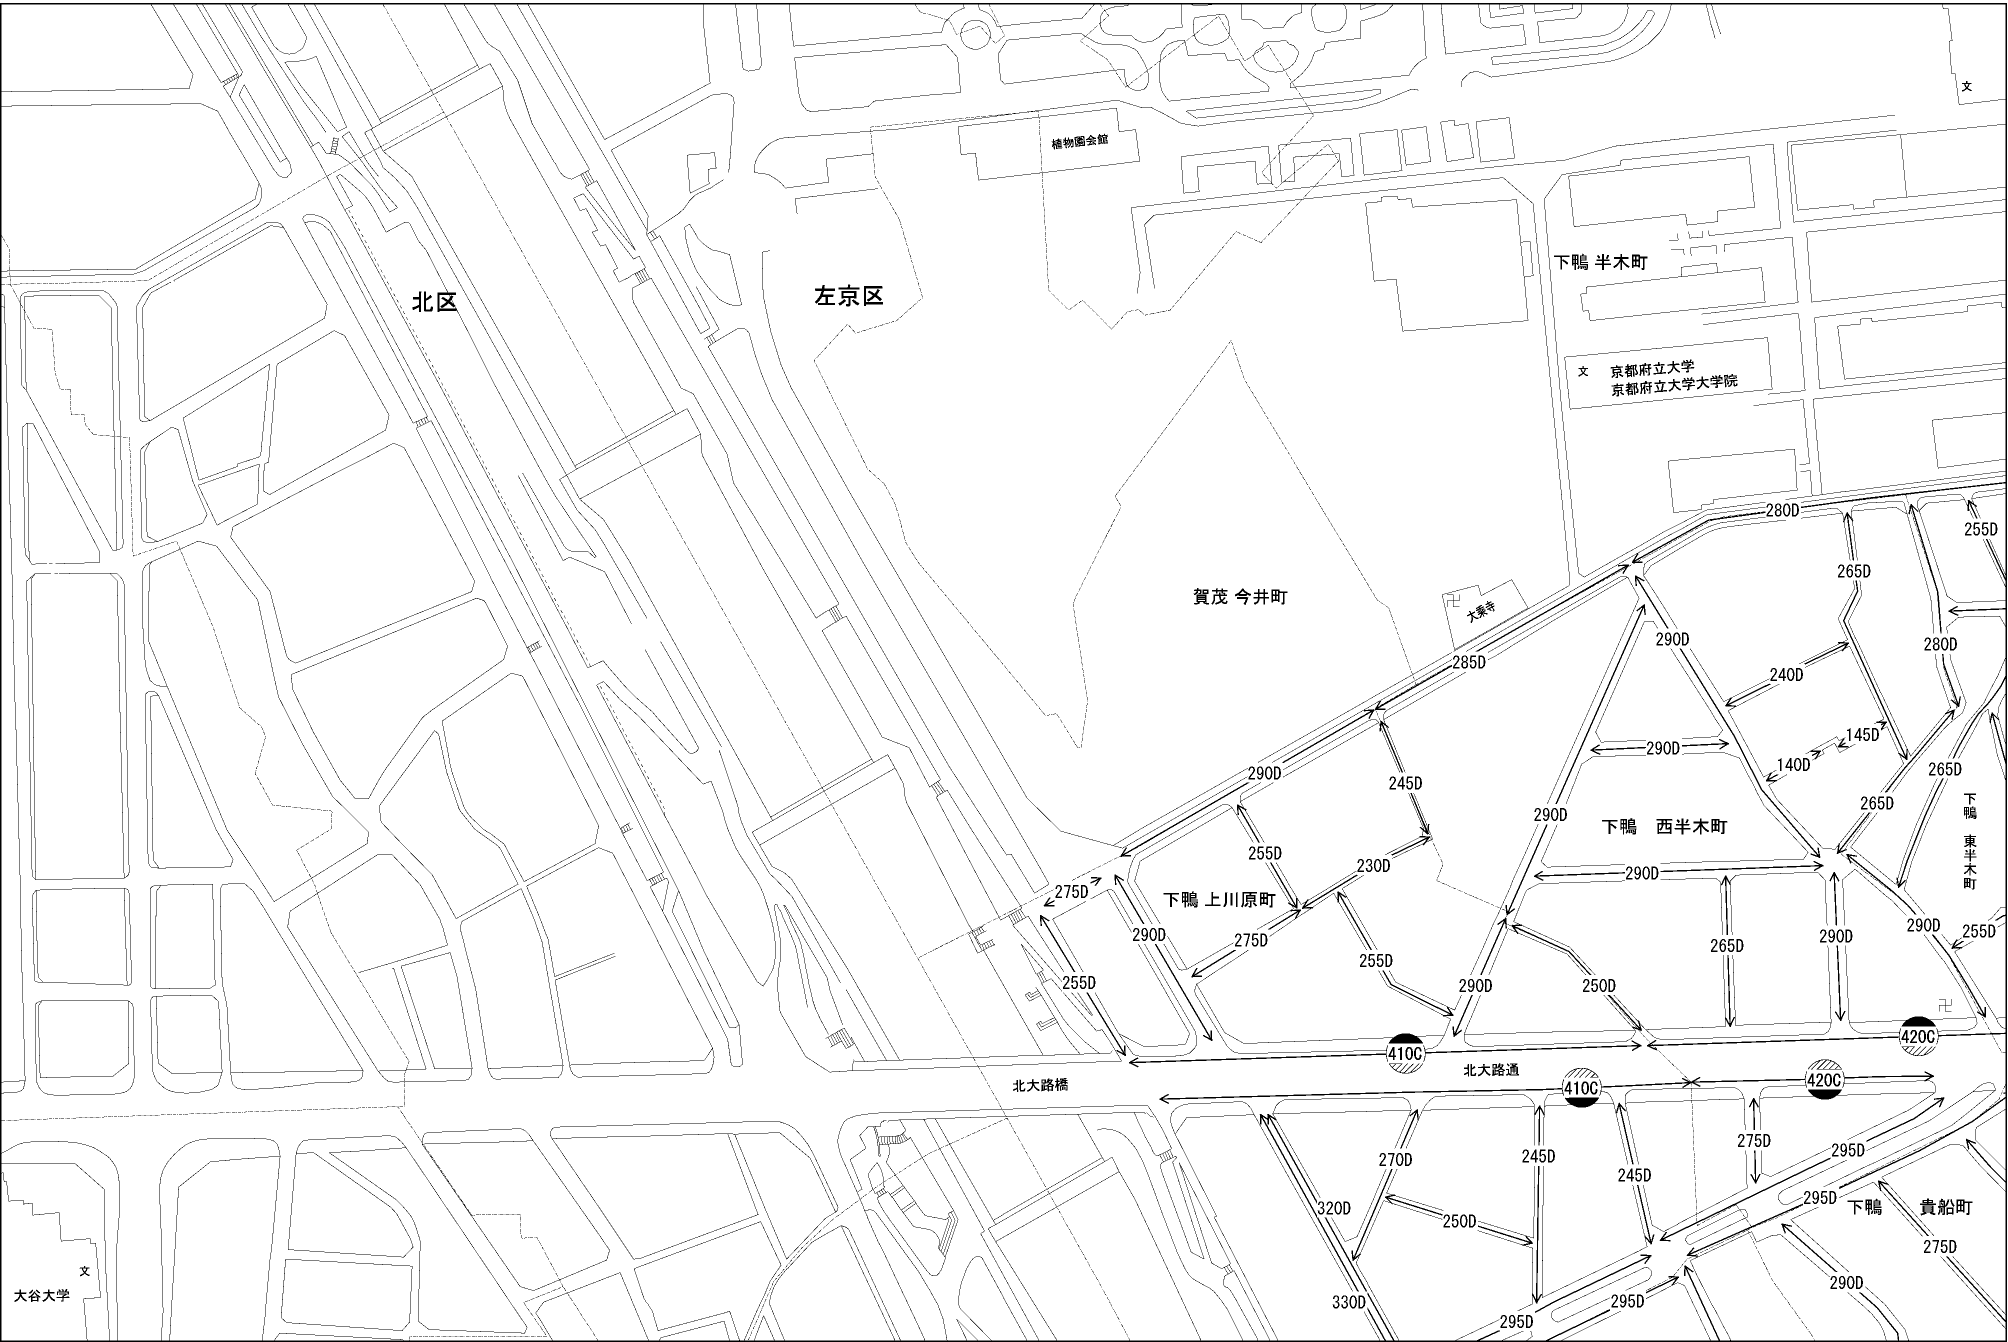 文
植物園会館
下鴨 半木町
北区
左京区
文 京都府立大学
京都府立大学大学院
280D
255D
265D
賀茂 今井町
大乗寺
290D
280D
285D
240D
145D
290D
140D
265D
290D
245D
265D
290D
下鴨 西半木町
下鴨 東半木町
255D
230D
290D
275D
下鴨 上川原町
290D
275D
255D
265D
290D
290D
255D
255D
290D
250D
410C
420C
北大路橋
北大路通
410C
420C
275D
295D
270D
245D
245D
295D
320D
250D
下鴨 貴船町
275D
文
大谷大学
290D
330D
295D
295D